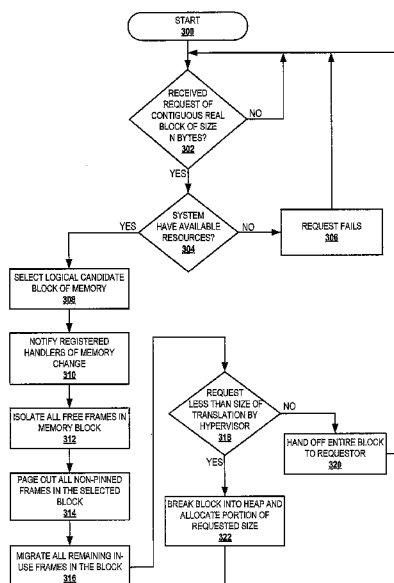 START
300
RECEIVED
REQUEST OF
CONTIGUOUS REAL
BLOCK OF SIZE
N BYTES?
302
NO
YES
SYSTEM
HAVE AVAILABLE
RESOURCES?
304
YES
NO
REQUEST FAILS
306
SELECT LOGICAL CANDIDATE
BLOCK OF MEMORY
308
NOTIFY REGISTERED
HANDLERS OF MEMORY
CHANGE
310
ISOLATE ALL FREE FRAMES IN
MEMORY BLOCK
312
PAGE OUT ALL NON-PINNED
FRAMES IN THE SELECTED
BLOCK
314
MIGRATE ALL REMAINING IN-
USE FRAMES IN THE BLOCK
316
REQUEST
LESS THAN SIZE OF
TRANSLATION BY
HYPERVISOR
318
NO
YES
HAND OFF ENTIRE BLOCK
TO REQUESTOR
320
BREAK BLOCK INTO HEAP AND
ALLOCATE PORTION OF
REQUESTED SIZE
322